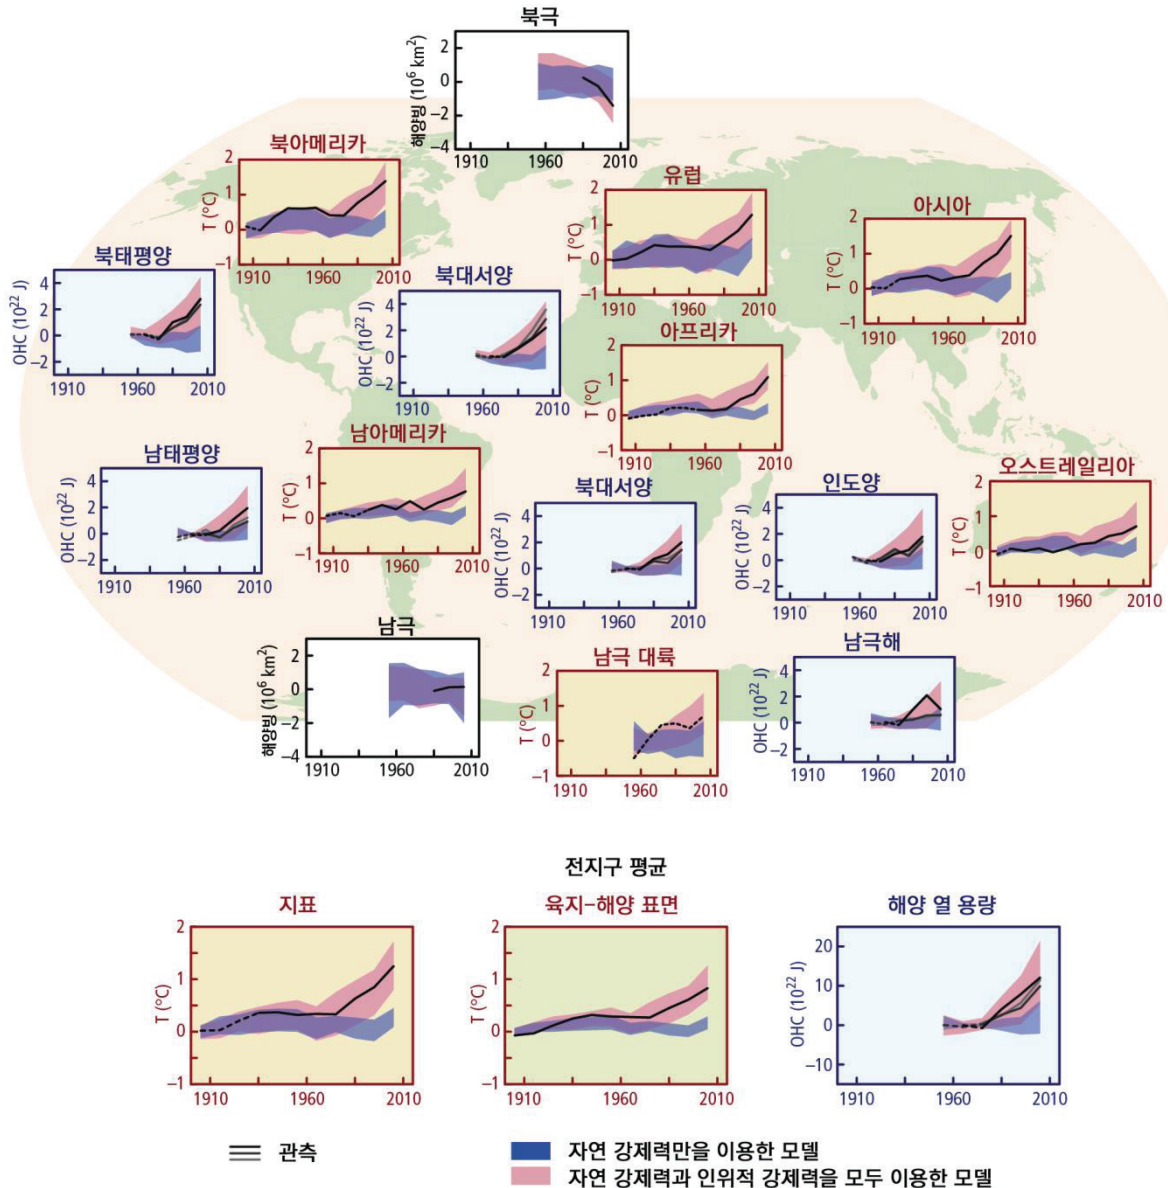 북극
해양빙 (10⁶ km²)
2
0
−2
−4
1910 1960 2010
북아메리카
T (°C)
2
1
0
−1
1910 1960 2010
유럽
T (°C)
2
1
0
−1
1910 1960 2010
아시아
T (°C)
2
1
0
−1
1910 1960 2010
북태평양
OHC (10²² J)
4
2
0
−2
1910 1960 2010
북대서양
OHC (10²² J)
4
2
0
−2
1910 1960 2010
아프리카
T (°C)
2
1
0
−1
1910 1960 2010
남태평양
OHC (10²² J)
4
2
0
−2
1910 1960 2010
남아메리카
T (°C)
2
1
0
−1
1910 1960 2010
북대서양
OHC (10²² J)
4
2
0
−2
1910 1960 2010
인도양
OHC (10²² J)
4
2
0
−2
1910 1960 2010
오스트레일리아
T (°C)
2
1
0
−1
1910 1960 2010
남극
해양빙 (10⁶ km²)
2
0
−2
−4
1910 1960 2010
남극 대륙
T (°C)
2
1
0
−1
1910 1960 2010
남극해
OHC (10²² J)
4
2
0
−2
1910 1960 2010
전지구 평균
지표
T (°C)
2
1
0
−1
1910 1960 2010
육지−해양 표면
T (°C)
2
1
0
−1
1910 1960 2010
해양 열 용량
OHC (10²² J)
20
10
0
−10
1910 1960 2010
관측
자연 강제력만을 이용한 모델
자연 강제력과 인위적 강제력을 모두 이용한 모델